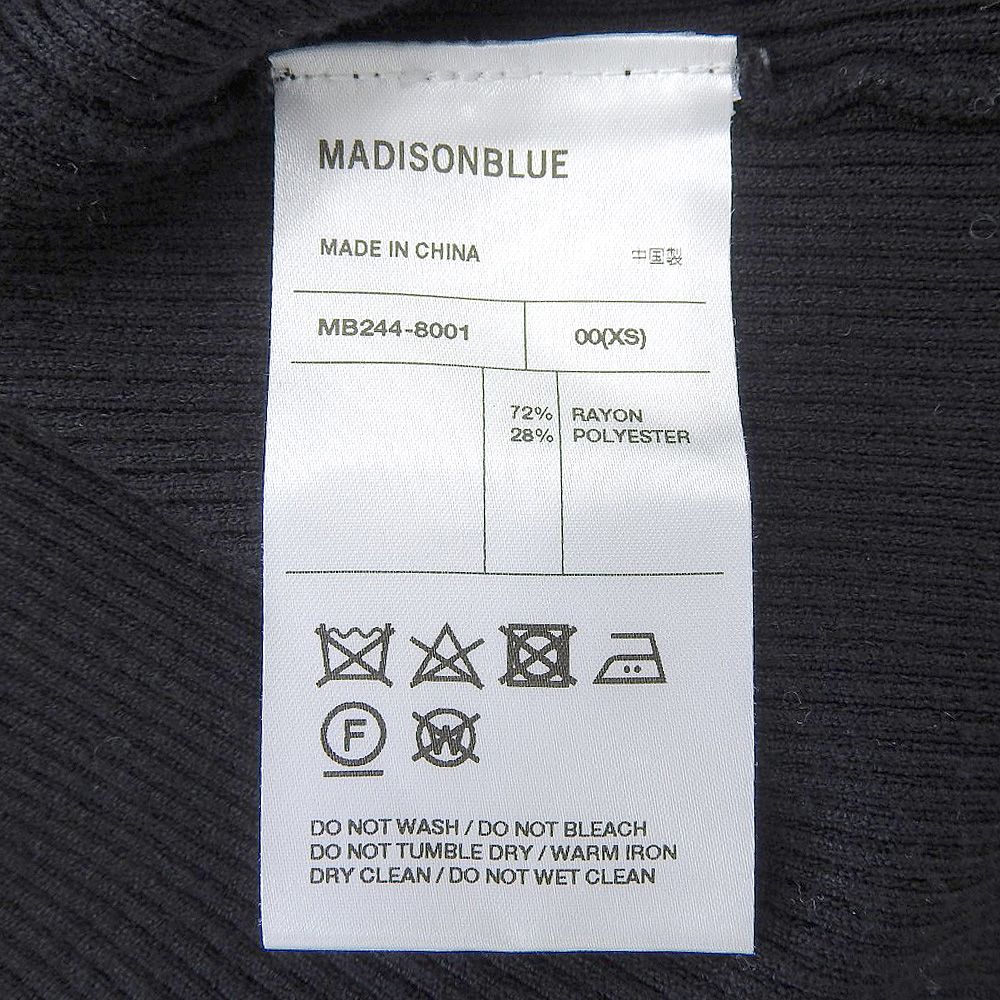 MADISONBLUE
MADE IN CHINA 中国製
MB244-8001 00(XS)
72% RAYON
28% POLYESTER
F
W
DO NOT WASH / DO NOT BLEACH
DO NOT TUMBLE DRY / WARM IRON
DRY CLEAN / DO NOT WET CLEAN